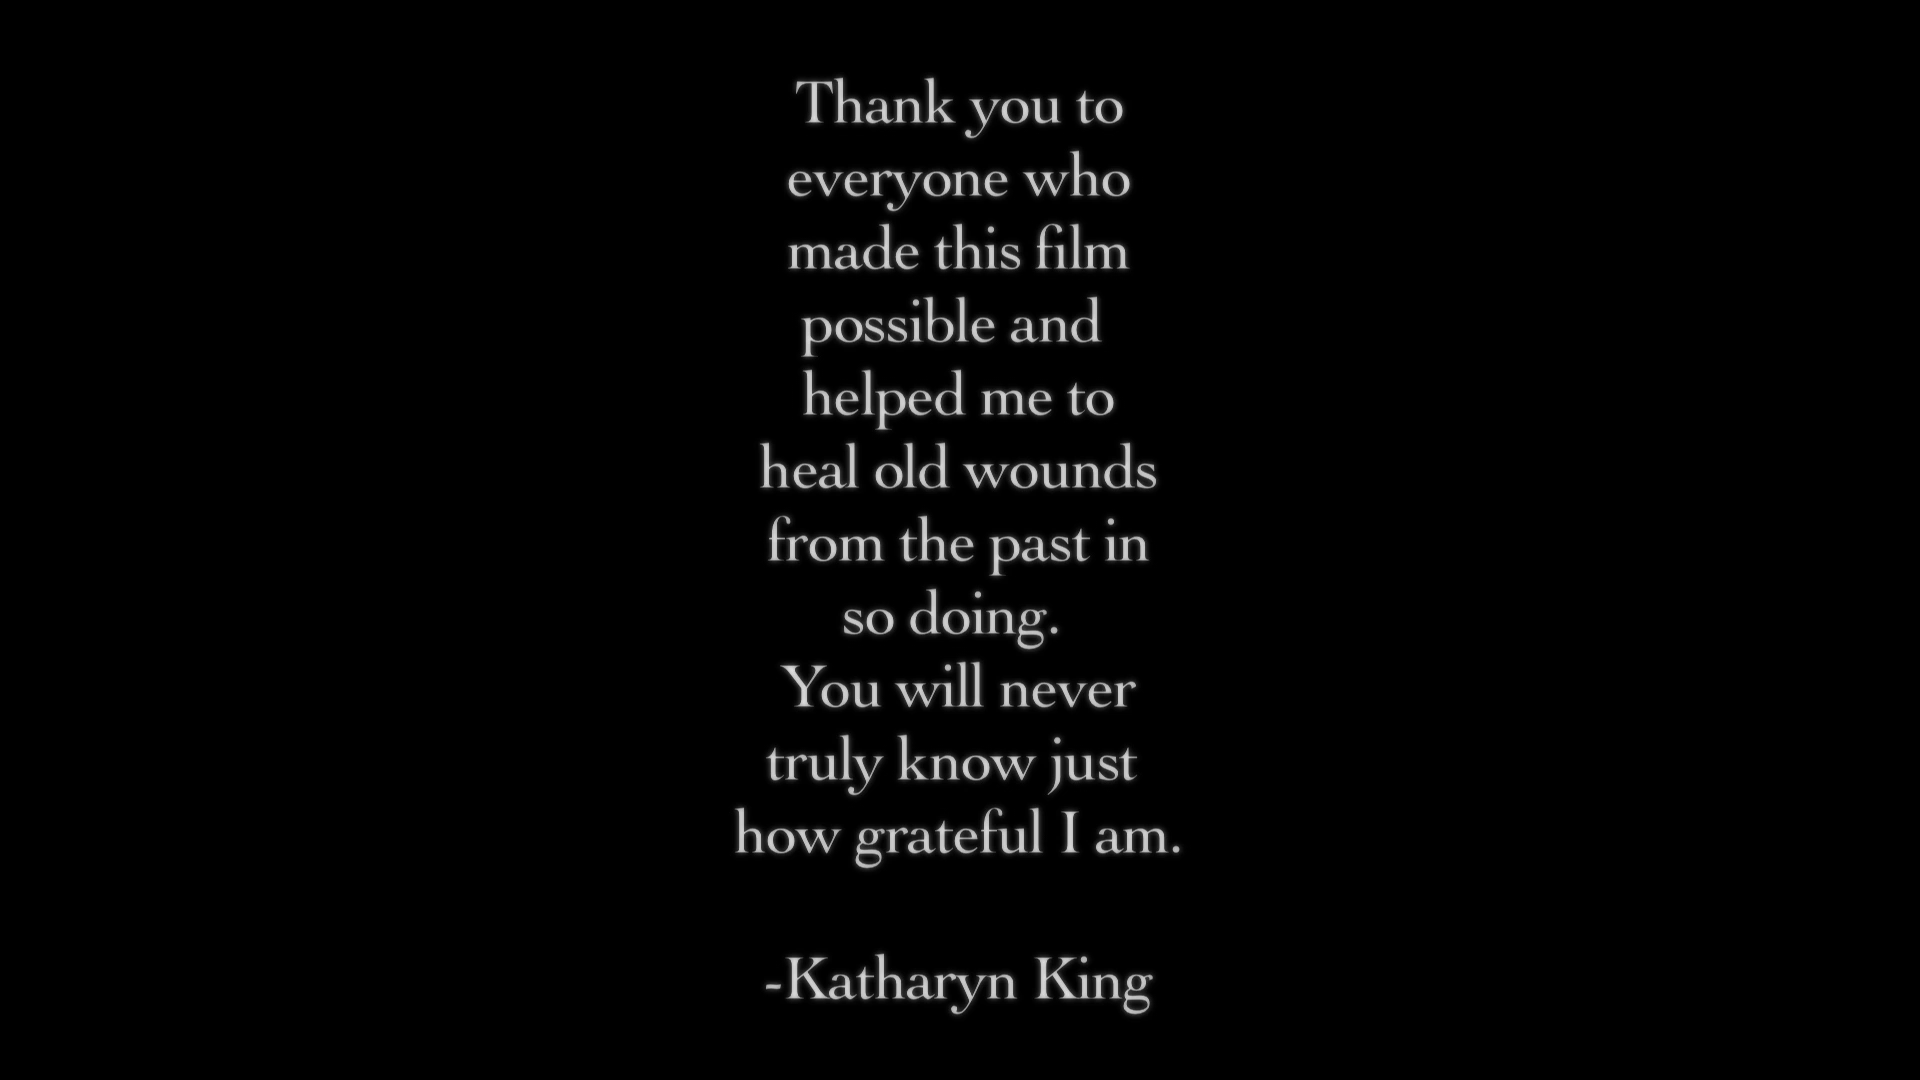 Thank you to
everyone who
made this film
possible and
helped me to
heal old wounds
from the past in
so doing.
You will never
truly know just
how grateful I am.
-Katharyn King